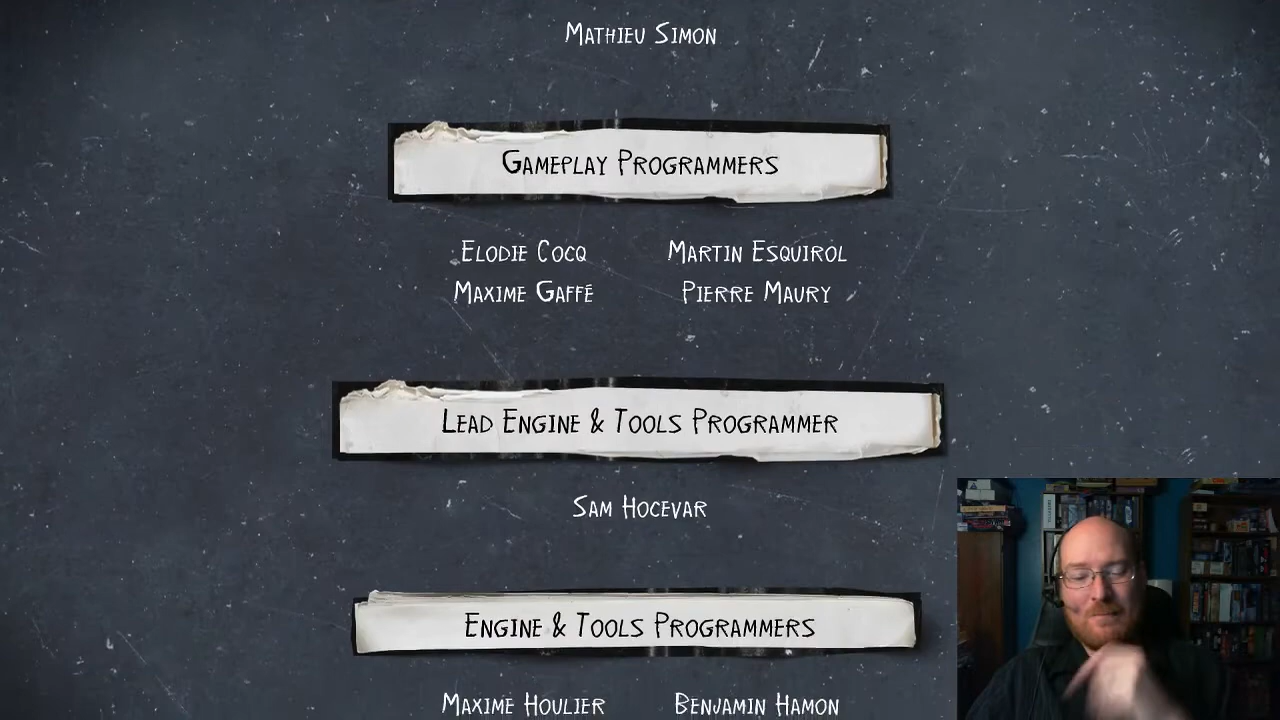 Mathieu Simon
Gameplay Programmers
Elodie Cocq Martin Esquirol
Maxime Gaffé Pierre Maury
Lead Engine & Tools Programmer
Sam Hocevar
Engine & Tools Programmers
Maxime Houlier Benjamin Hamon